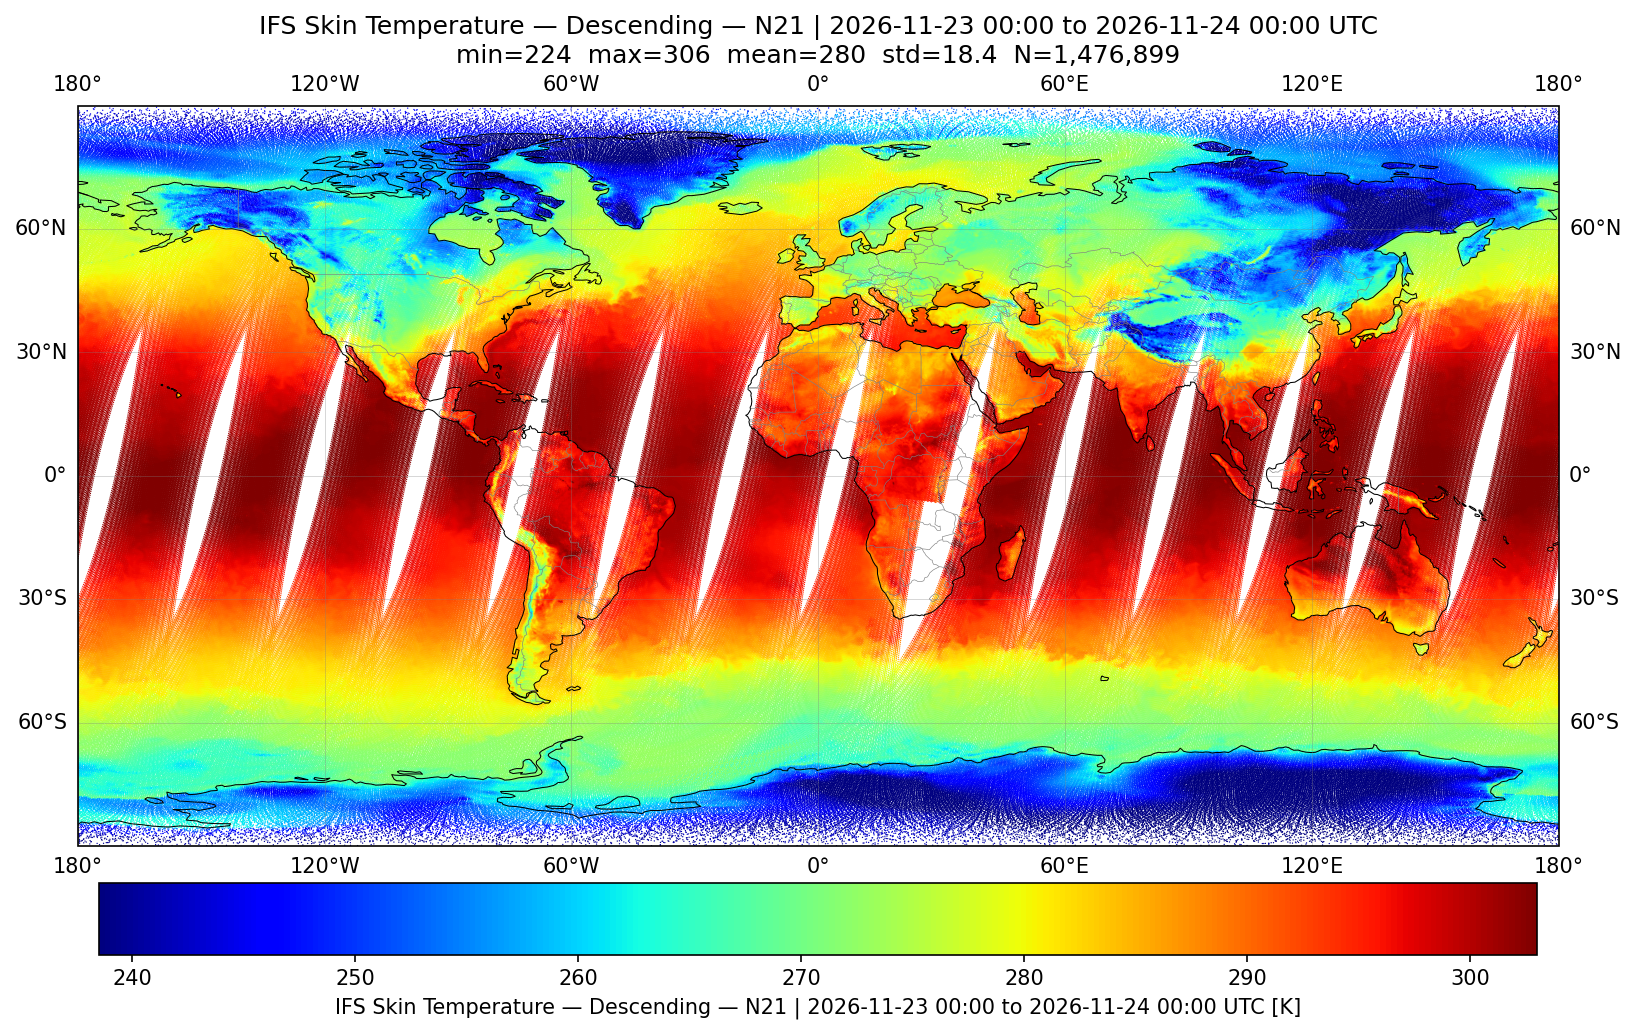 IFS Skin Temperature — Descending — N21 | 2026-11-23 00:00 to 2026-11-24 00:00 UTC
min=224  max=306  mean=280  std=18.4  N=1,476,899
180° 120°W 60°W 0° 60°E 120°E 180°
60°N 60°N
30°N 30°N
0° 0°
30°S 30°S
60°S 60°S
180° 120°W 60°W 0° 60°E 120°E 180°
240 250 260 270 280 290 300
IFS Skin Temperature — Descending — N21 | 2026-11-23 00:00 to 2026-11-24 00:00 UTC [K]